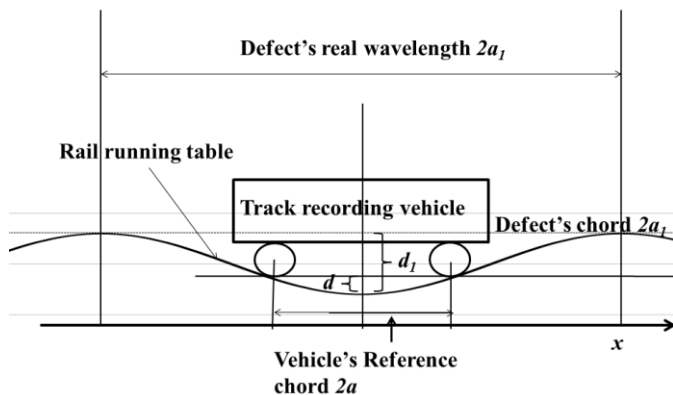 Defect's real wavelength 2a₁
Rail running table
Track recording vehicle
Defect's chord 2a₁
d₁
d
x
Vehicle's Reference
chord 2a